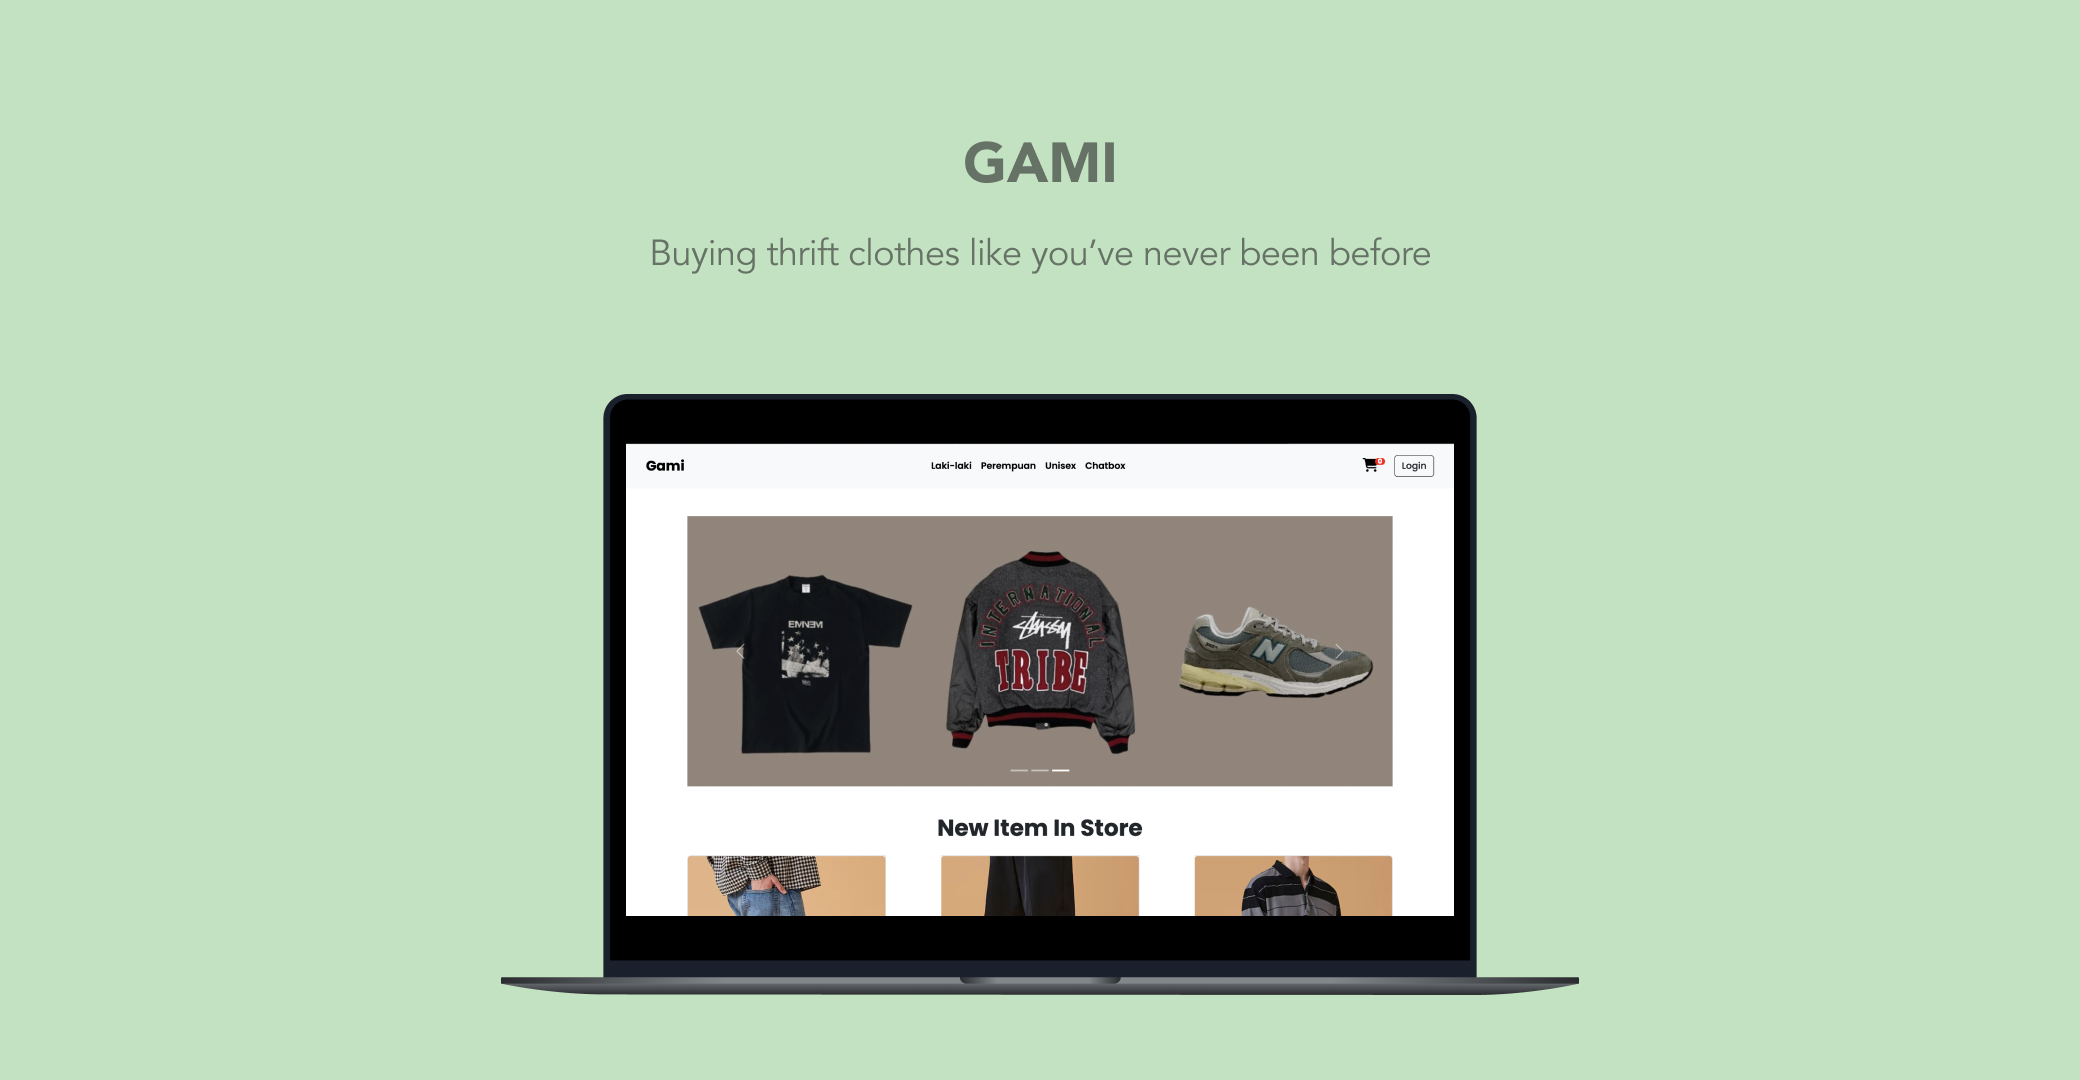 GAMI
Buying thrift clothes like you’ve never been before
Gami
Laki-laki Perempuan Unisex Chatbox
0
Login
EMINEM
INTERNATIONAL
Stüssy
TRIBE
N
New Item In Store